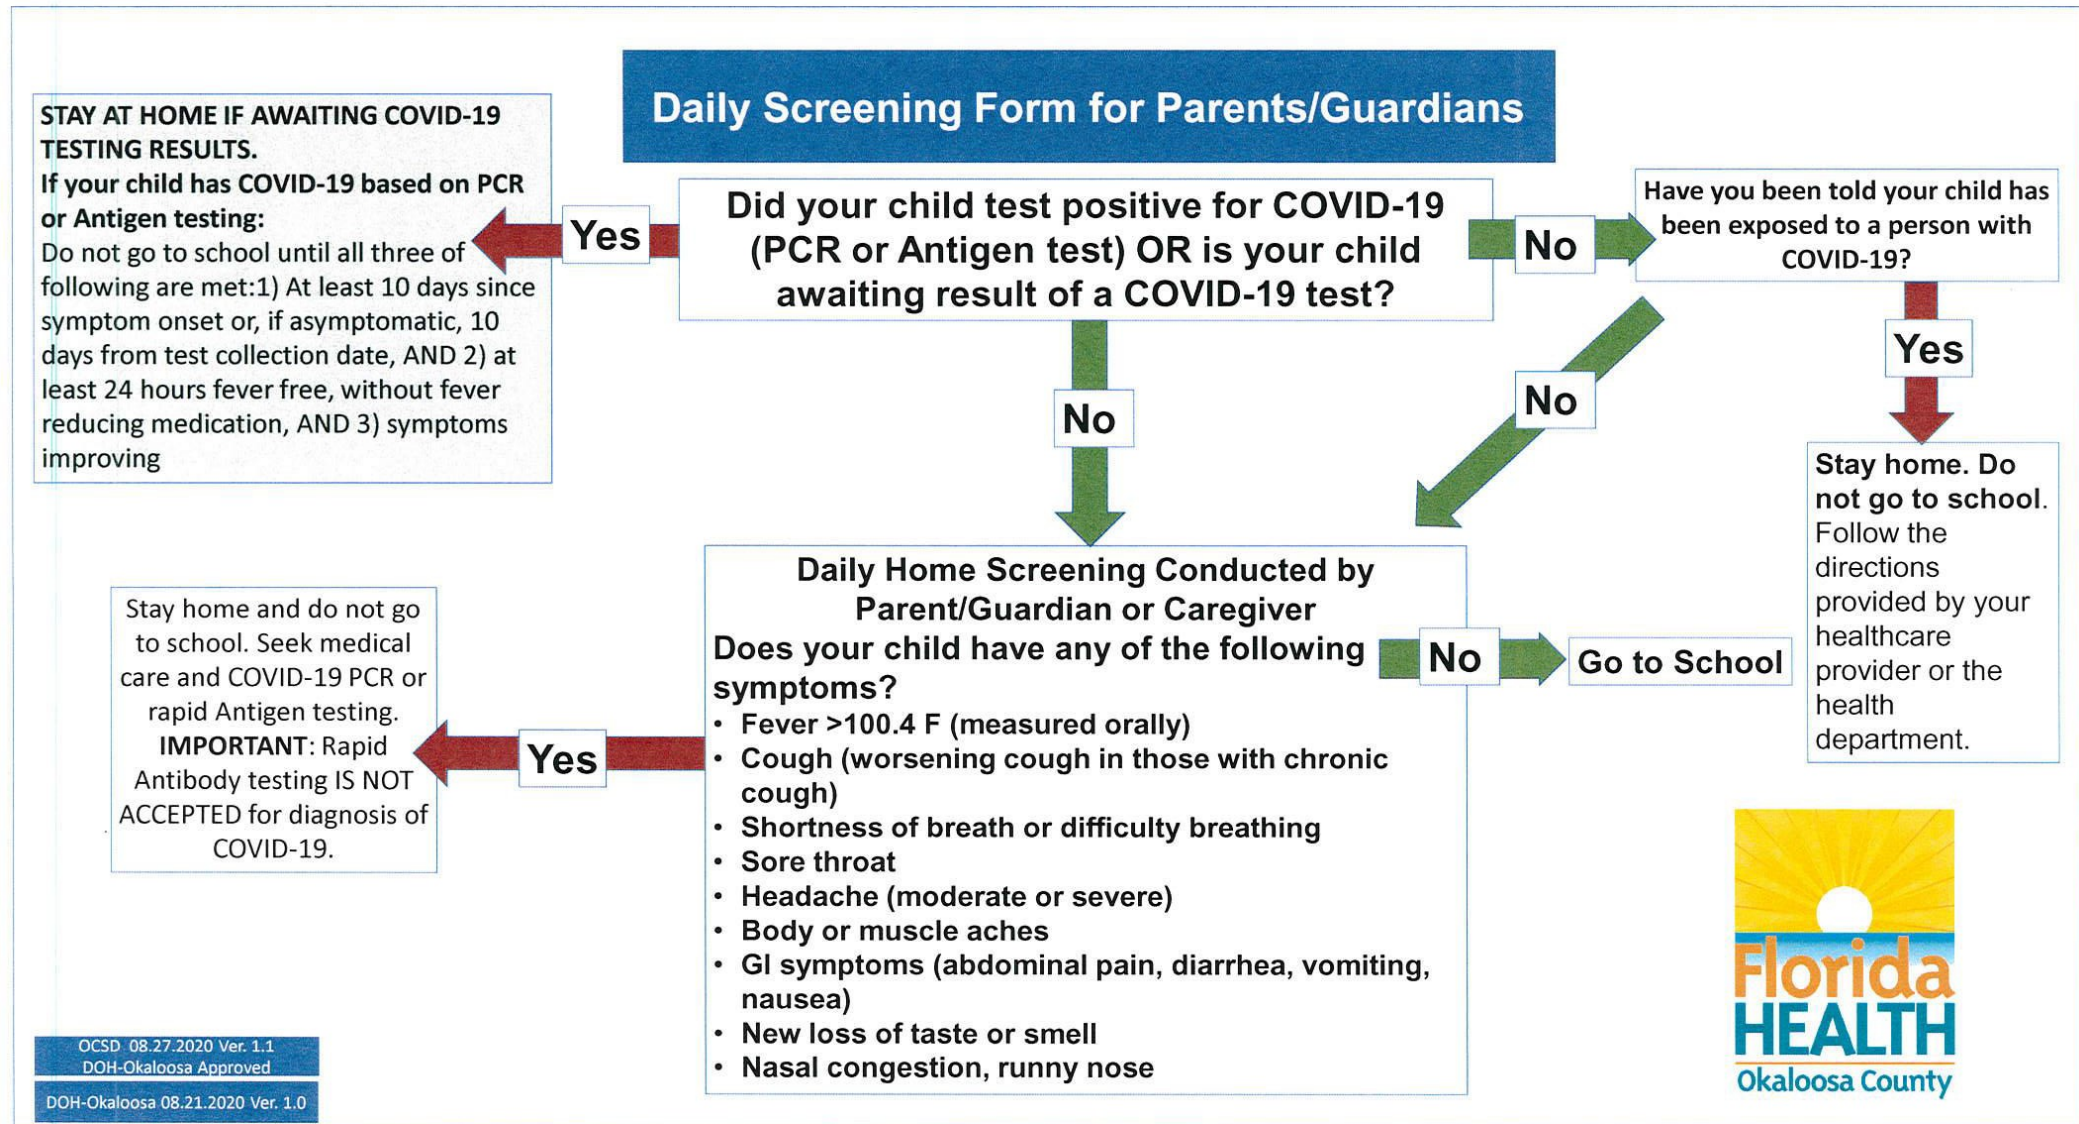 Daily Screening Form for Parents/Guardians
STAY AT HOME IF AWAITING COVID-19
TESTING RESULTS.
If your child has COVID-19 based on PCR
or Antigen testing:
Do not go to school until all three of
following are met:1) At least 10 days since
symptom onset or, if asymptomatic, 10
days from test collection date, AND 2) at
least 24 hours fever free, without fever
reducing medication, AND 3) symptoms
improving
Yes
Did your child test positive for COVID-19
(PCR or Antigen test) OR is your child
awaiting result of a COVID-19 test?
No
Have you been told your child has
been exposed to a person with
COVID-19?
No
No
Yes
Stay home. Do
not go to school.
Follow the
directions
provided by your
healthcare
provider or the
health
department.
Daily Home Screening Conducted by
Parent/Guardian or Caregiver
Does your child have any of the following
symptoms?
• Fever >100.4 F (measured orally)
• Cough (worsening cough in those with chronic
cough)
• Shortness of breath or difficulty breathing
• Sore throat
• Headache (moderate or severe)
• Body or muscle aches
• GI symptoms (abdominal pain, diarrhea, vomiting,
nausea)
• New loss of taste or smell
• Nasal congestion, runny nose
No
Go to School
Yes
Stay home and do not go
to school. Seek medical
care and COVID-19 PCR or
rapid Antigen testing.
IMPORTANT: Rapid
Antibody testing IS NOT
ACCEPTED for diagnosis of
COVID-19.
OCSD 08.27.2020 Ver. 1.1
DOH-Okaloosa Approved
DOH-Okaloosa 08.21.2020 Ver. 1.0
Florida
HEALTH
Okaloosa County